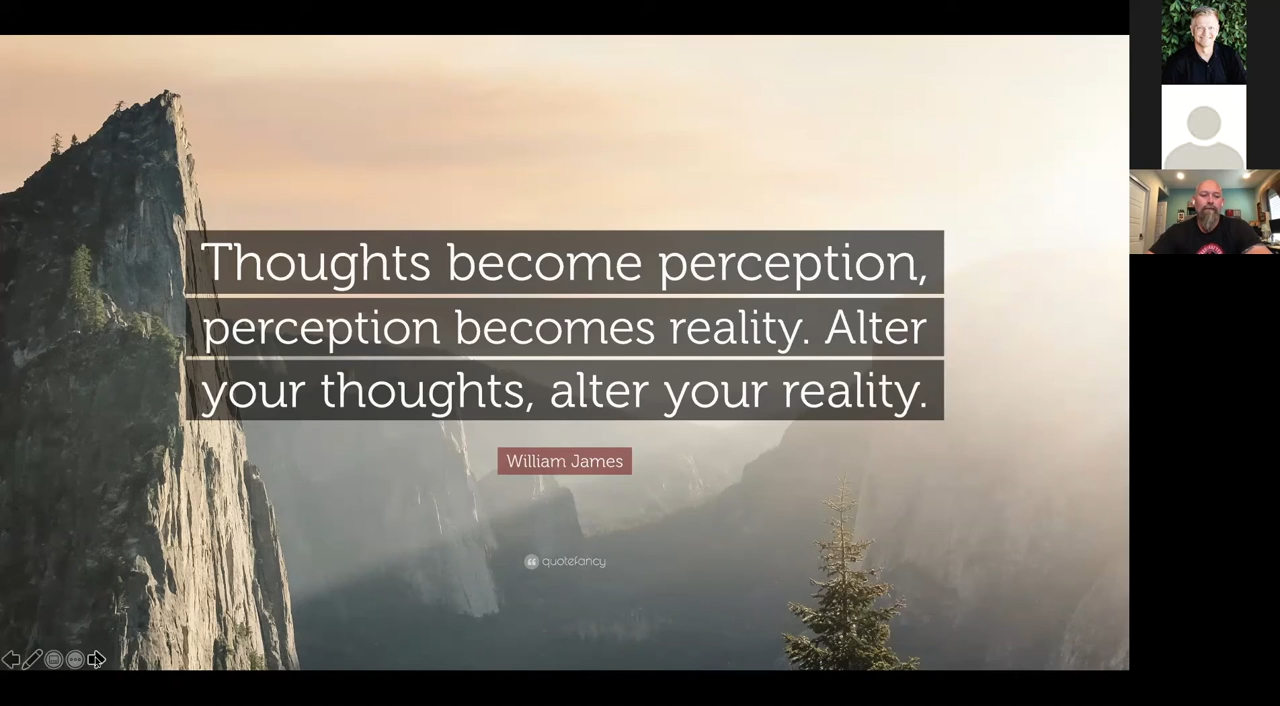 Thoughts become perception,
perception becomes reality. Alter
your thoughts, alter your reality.
William James
quotefancy